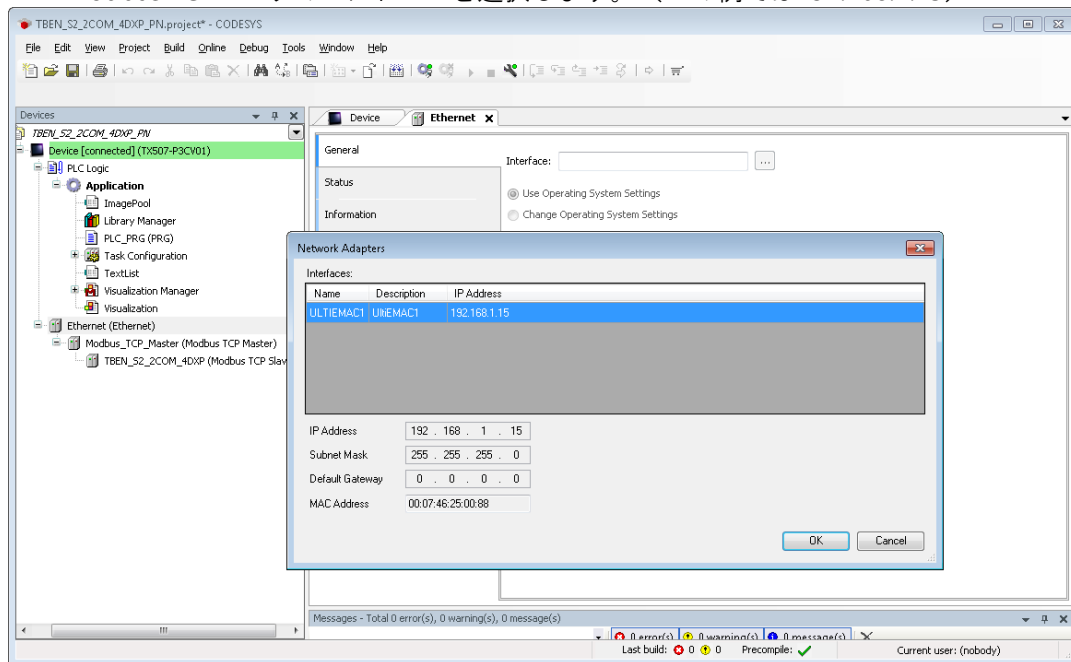 を選択します。
TBEN_S2_2COM_4DXP_PN.project* - CODESYS
File Edit View Project Build Online Debug Tools Window Help
Devices
TBEN_S2_2COM_4DXP_PN
Device [connected] (TX507-P3CV01)
PLC Logic
Application
ImagePool
Library Manager
PLC_PRG (PRG)
Task Configuration
TextList
Visualization Manager
Visualization
Ethernet (Ethernet)
Modbus_TCP_Master (Modbus TCP Master)
TBEN_S2_2COM_4DXP (Modbus TCP Slav
Device Ethernet
General
Status
Information
Interface: ...
Use Operating System Settings
Change Operating System Settings
Network Adapters
Interfaces:
Name Description IP Address
ULTIEMAC1 UltiEMAC1 192.168.1.15
IP Address 192 . 168 . 1 . 15
Subnet Mask 255 . 255 . 255 . 0
Default Gateway 0 . 0 . 0 . 0
MAC Address 00:07:46:25:00:88
OK Cancel
Messages - Total 0 error(s), 0 warning(s), 0 message(s)
0 error(s) 0 warning(s) 0 message(s)
Last build: 0 0 Precompile: Current user: (nobody)